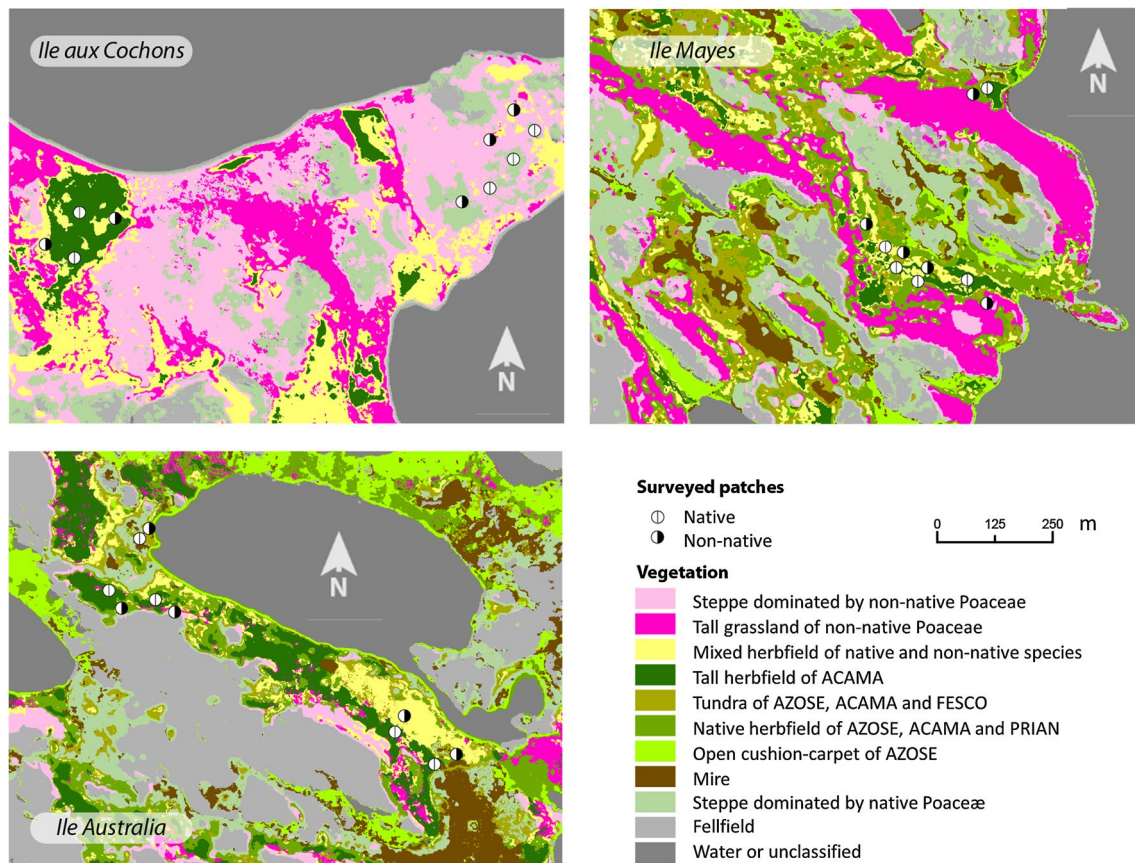 Ile aux Cochons
N
Ile Mayes
N
Ile Australia
N
Surveyed patches
Native
Non-native
0 125 250 m
Vegetation
Steppe dominated by non-native Poaceae
Tall grassland of non-native Poaceae
Mixed herbfield of native and non-native species
Tall herbfield of ACAMA
Tundra of AZOSE, ACAMA and FESCO
Native herbfield of AZOSE, ACAMA and PRIAN
Open cushion-carpet of AZOSE
Mire
Steppe dominated by native Poaceæ
Fellfield
Water or unclassified